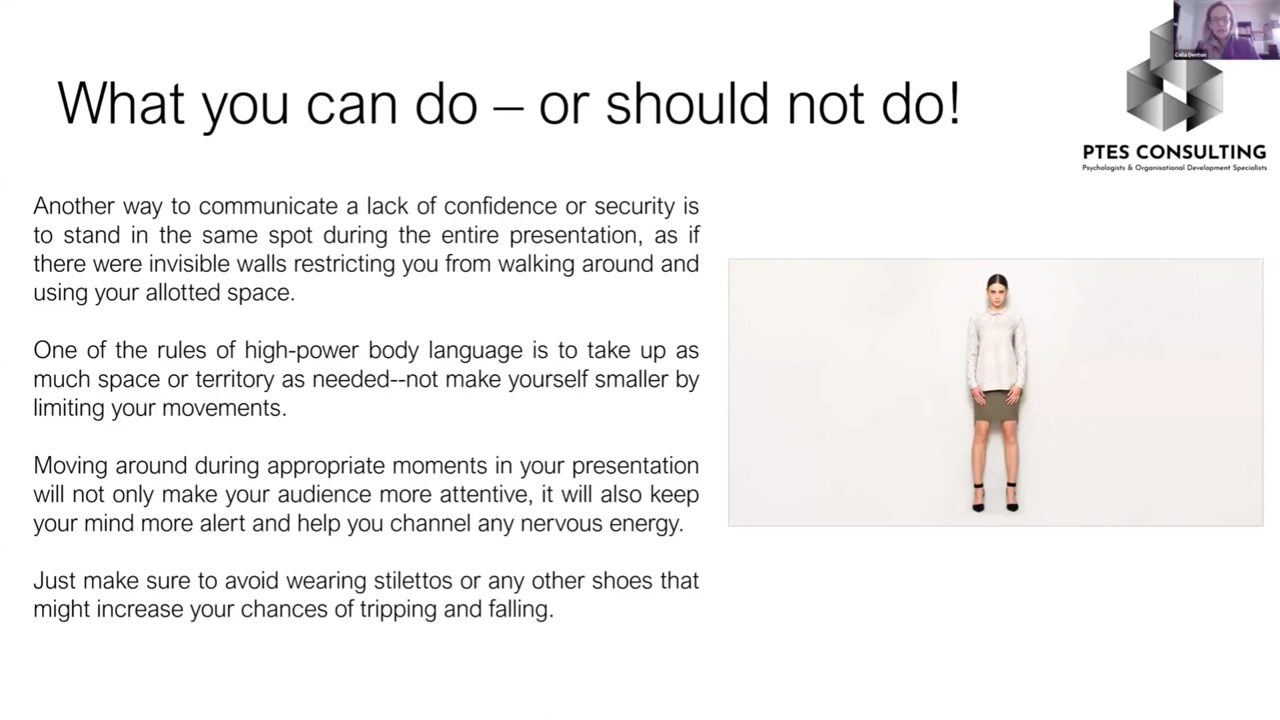 Celia Denton
What you can do – or should not do!
PTES CONSULTING
Psychologists & Organisational Development Specialists
Another way to communicate a lack of confidence or security is
to stand in the same spot during the entire presentation, as if
there were invisible walls restricting you from walking around and
using your allotted space.
One of the rules of high-power body language is to take up as
much space or territory as needed--not make yourself smaller by
limiting your movements.
Moving around during appropriate moments in your presentation
will not only make your audience more attentive, it will also keep
your mind more alert and help you channel any nervous energy.
Just make sure to avoid wearing stilettos or any other shoes that
might increase your chances of tripping and falling.